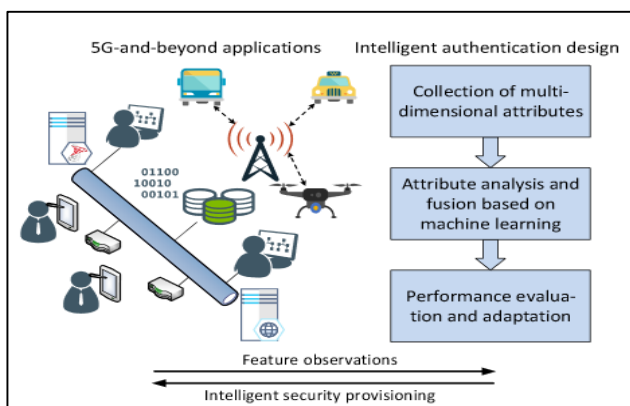 5G-and-beyond applications
Intelligent authentication design
01100
10010
00101
Collection of multi-
dimensional attributes
Attribute analysis and
fusion based on
machine learning
Performance evalua-
tion and adaptation
Feature observations
Intelligent security provisioning